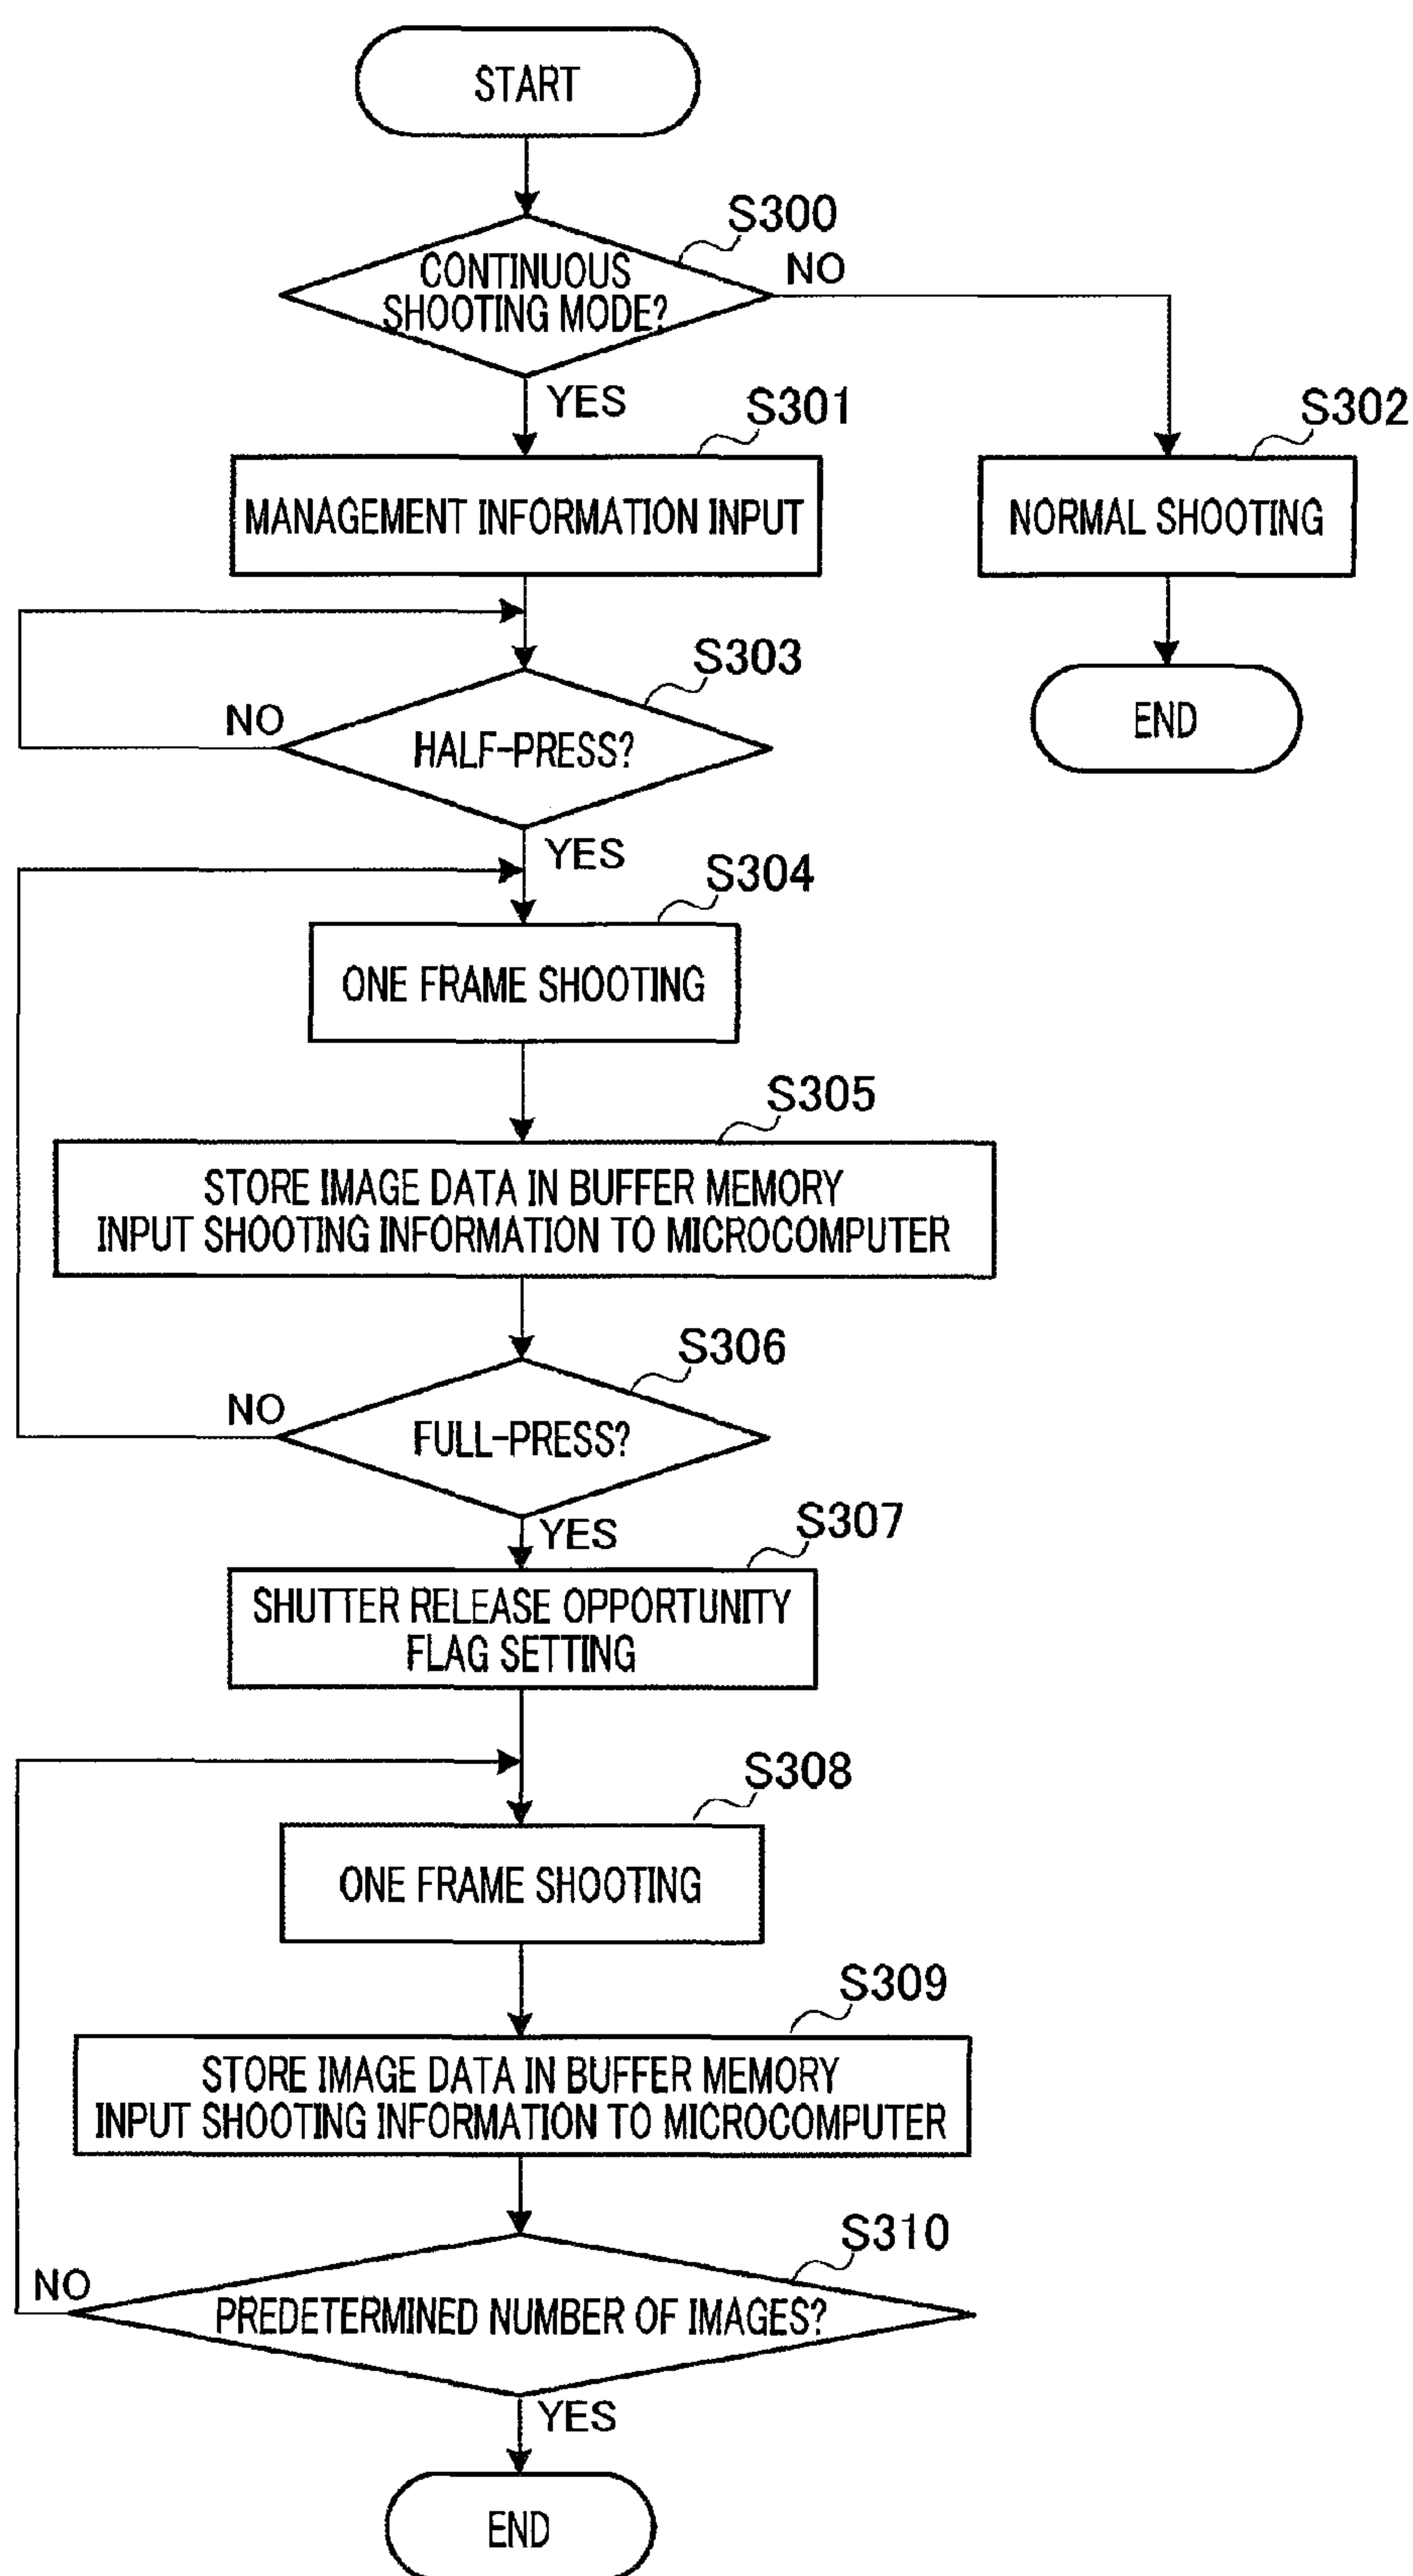 START
S300
CONTINUOUS
SHOOTING MODE?
NO
YES
S301
MANAGEMENT INFORMATION INPUT
S302
NORMAL SHOOTING
END
S303
HALF-PRESS?
NO
YES
S304
ONE FRAME SHOOTING
S305
STORE IMAGE DATA IN BUFFER MEMORY
INPUT SHOOTING INFORMATION TO MICROCOMPUTER
S306
FULL-PRESS?
NO
YES
S307
SHUTTER RELEASE OPPORTUNITY
FLAG SETTING
S308
ONE FRAME SHOOTING
S309
STORE IMAGE DATA IN BUFFER MEMORY
INPUT SHOOTING INFORMATION TO MICROCOMPUTER
S310
PREDETERMINED NUMBER OF IMAGES?
NO
YES
END